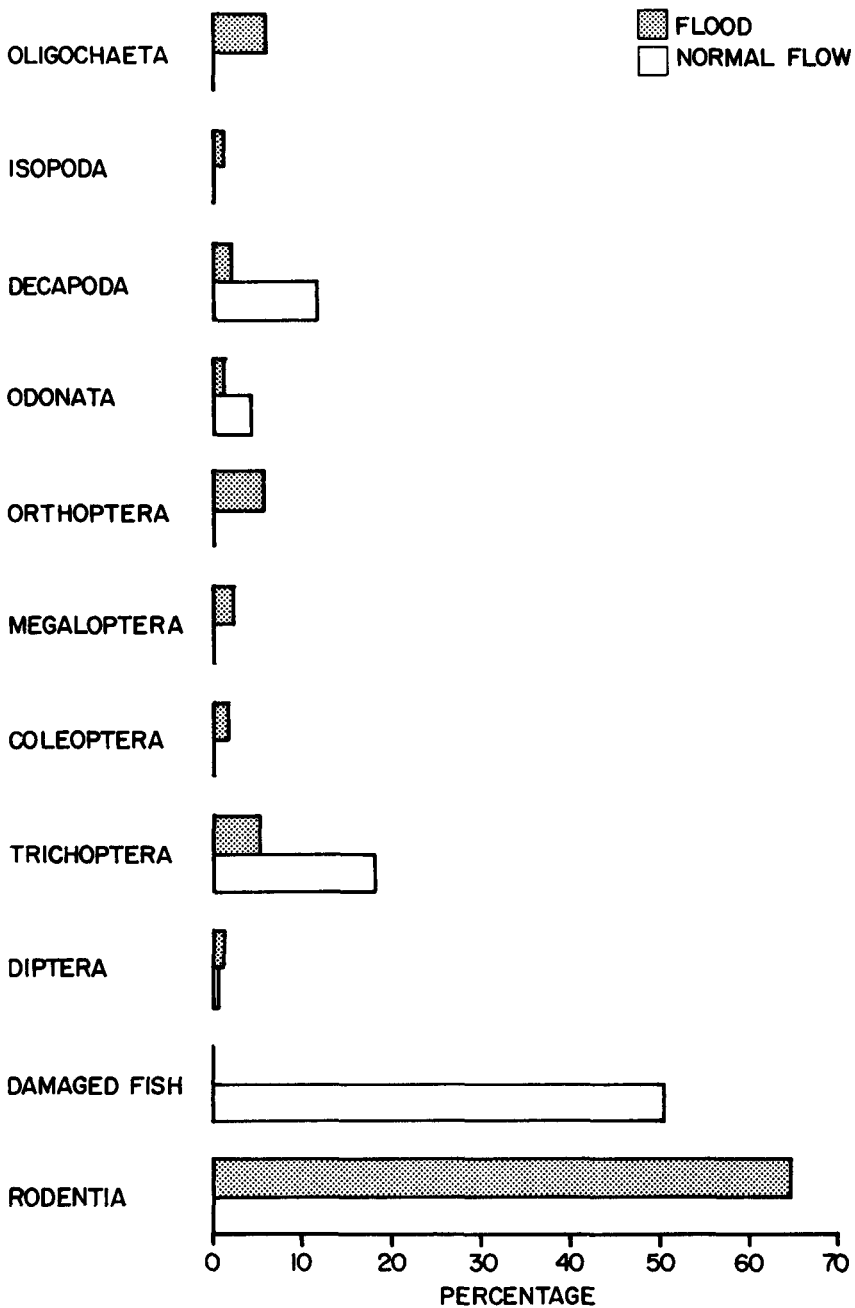 FLOOD
NORMAL FLOW
OLIGOCHAETA
ISOPODA
DECAPODA
ODONATA
ORTHOPTERA
MEGALOPTERA
COLEOPTERA
TRICHOPTERA
DIPTERA
DAMAGED FISH
RODENTIA
0 10 20 30 40 50 60 70
PERCENTAGE